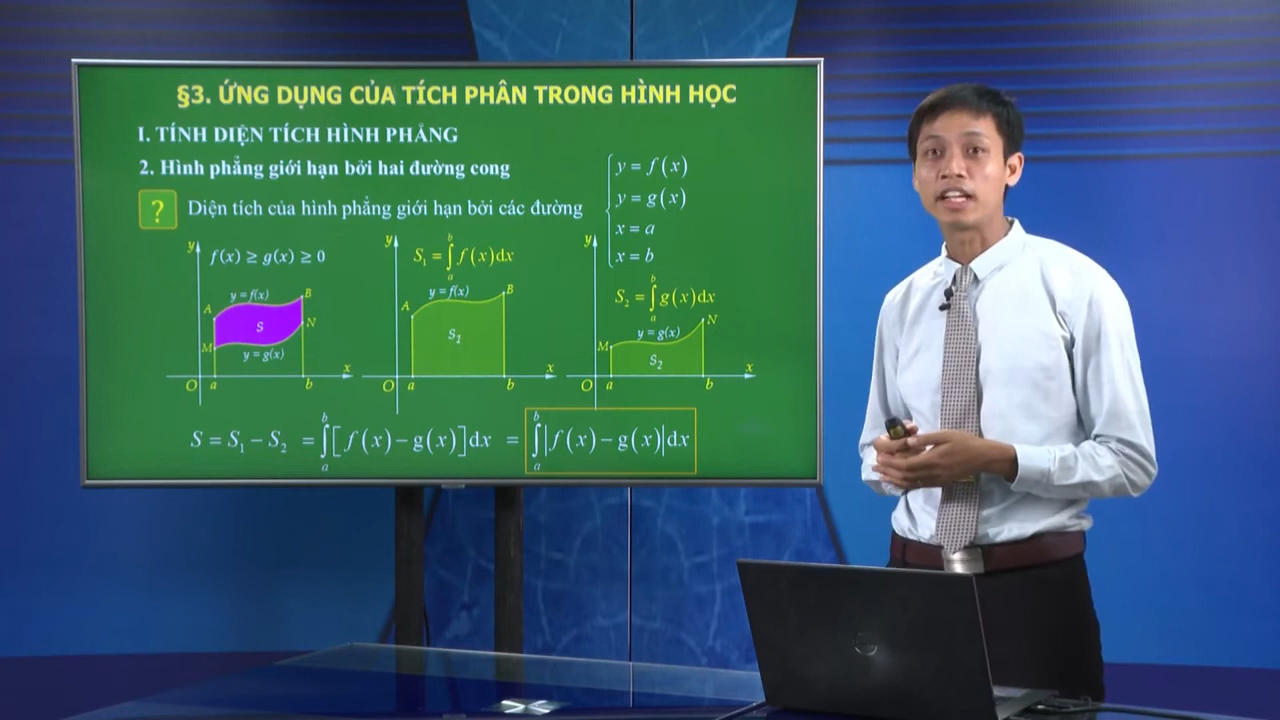 §3. ỨNG DỤNG CỦA TÍCH PHÂN TRONG HÌNH HỌC
I. TÍNH DIỆN TÍCH HÌNH PHẲNG
2. Hình phẳng giới hạn bởi hai đường cong
? Diện tích của hình phẳng giới hạn bởi các đường
y = f(x)
y = g(x)
x = a
x = b
y f(x) ≥ g(x) ≥ 0
y = f(x)
A B
S
M N
y = g(x)
O a b x
y S₁ = ∫ₐᵇ f(x)dx
y = f(x)
A B
S₁
O a b x
y S₂ = ∫ₐᵇ g(x)dx
y = g(x)
M N
S₂
O a b x
S = S₁ − S₂ = ∫ₐᵇ [f(x) − g(x)]dx = ∫ₐᵇ |f(x) − g(x)|dx